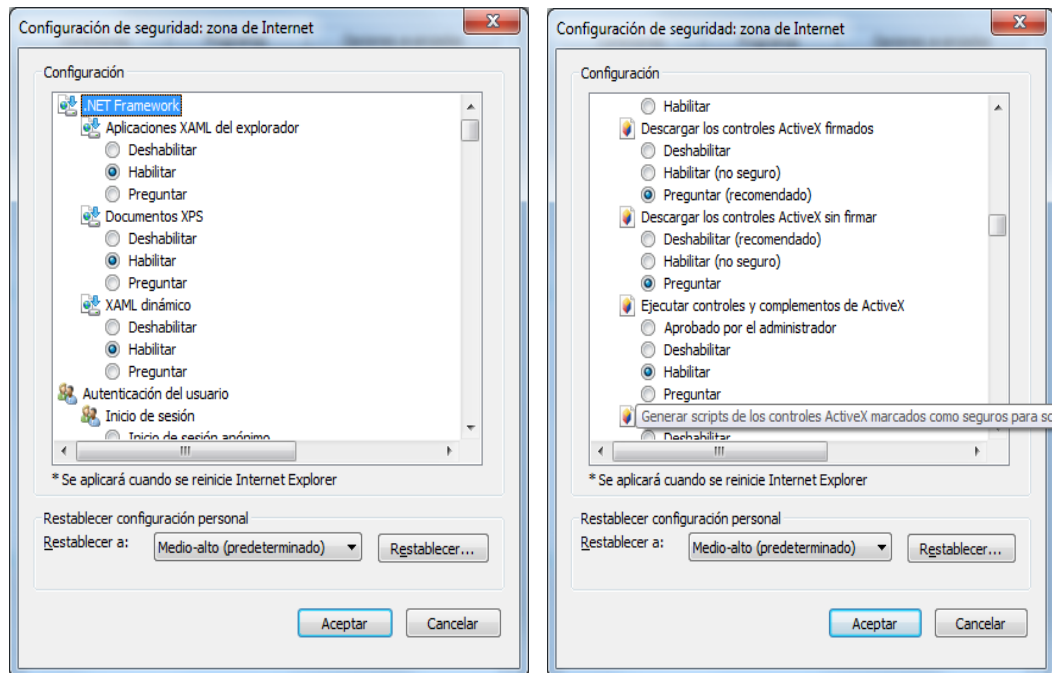 Configuración de seguridad: zona de Internet
Configuración
.NET Framework
Aplicaciones XAML del explorador
Deshabilitar
Habilitar
Preguntar
Documentos XPS
Deshabilitar
Habilitar
Preguntar
XAML dinámico
Deshabilitar
Habilitar
Preguntar
Autenticación del usuario
Inicio de sesión
Inicio de sesión anónimo
* Se aplicará cuando se reinicie Internet Explorer
Restablecer configuración personal
Restablecer a:
Medio-alto (predeterminado)
Restablecer...
Aceptar
Cancelar
Configuración de seguridad: zona de Internet
Configuración
Habilitar
Descargar los controles ActiveX firmados
Deshabilitar
Habilitar (no seguro)
Preguntar (recomendado)
Descargar los controles ActiveX sin firmar
Deshabilitar (recomendado)
Habilitar (no seguro)
Preguntar
Ejecutar controles y complementos de ActiveX
Aprobado por el administrador
Deshabilitar
Habilitar
Preguntar
Generar scripts de los controles ActiveX marcados como seguros para
Deshabilitar
* Se aplicará cuando se reinicie Internet Explorer
Restablecer configuración personal
Restablecer a:
Medio-alto (predeterminado)
Restablecer...
Aceptar
Cancelar